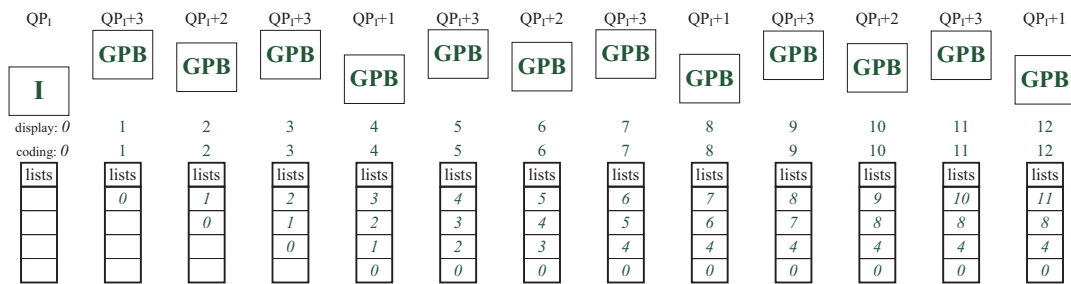 QP_I QP_I+3 QP_I+2 QP_I+3 QP_I+1 QP_I+3 QP_I+2 QP_I+3 QP_I+1 QP_I+3 QP_I+2 QP_I+3 QP_I+1
I GPB GPB GPB GPB GPB GPB GPB GPB GPB GPB GPB GPB
display: 0 1 2 3 4 5 6 7 8 9 10 11 12
coding: 0 1 2 3 4 5 6 7 8 9 10 11 12
lists lists lists lists lists lists lists lists lists lists lists lists lists
0 1 2 3 4 5 6 7 8 9 10 11
0 1 2 3 4 5 6 7 8 8 8
0 1 2 3 4 4 4 4 4 4
0 0 0 0 0 0 0 0 0